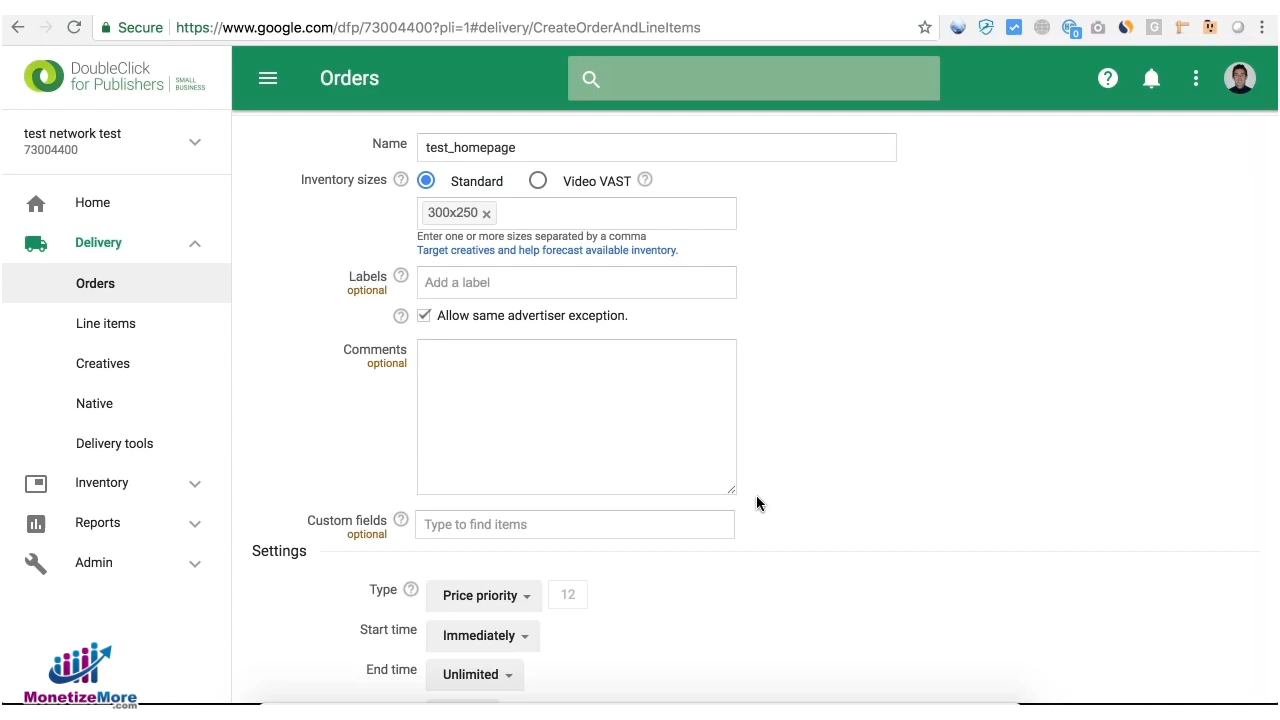 Secure https://www.google.com/dfp/73004400?pli=1#delivery/CreateOrderAndLineItems
DoubleClick
for Publishers
SMALL
BUSINESS
Orders
test network test
73004400
Home
Delivery
Orders
Line items
Creatives
Native
Delivery tools
Inventory
Reports
Admin
MonetizeMore
.com
Name test_homepage
Inventory sizes Standard Video VAST
300x250
Enter one or more sizes separated by a comma
Target creatives and help forecast available inventory.
Labels Add a label
optional
Allow same advertiser exception.
Comments
optional
Custom fields Type to find items
optional
Settings
Type Price priority 12
Start time Immediately
End time Unlimited